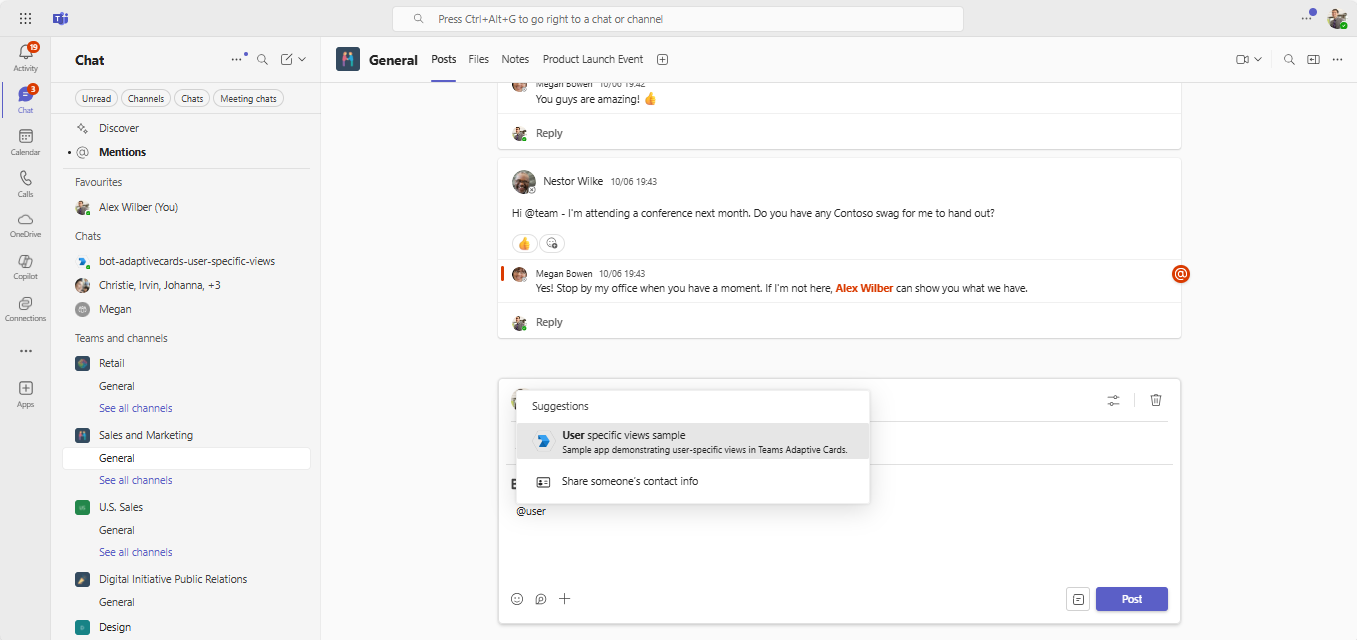 Press Ctrl+Alt+G to go right to a chat or channel
19
Activity
3
Chat
Calendar
Calls
OneDrive
Copilot
Connections
Apps
Chat
Unread
Channels
Chats
Meeting chats
Discover
Mentions
Favourites
Alex Wilber (You)
Chats
bot-adaptivecards-user-specific-views
Christie, Irvin, Johanna, +3
Megan
Teams and channels
Retail
General
See all channels
Sales and Marketing
General
See all channels
U.S. Sales
General
See all channels
Digital Initiative Public Relations
General
Design
General Posts Files Notes Product Launch Event
Megan Bowen 10/06 19:42
You guys are amazing! 👍
Reply
Nestor Wilke 10/06 19:43
Hi @team - I'm attending a conference next month. Do you have any Contoso swag for me to hand out?
Megan Bowen 10/06 19:43
Yes! Stop by my office when you have a moment. If I'm not here, Alex Wilber can show you what we have.
@
Reply
Suggestions
User specific views sample
Sample app demonstrating user-specific views in Teams Adaptive Cards.
Share someone's contact info
@user
Post